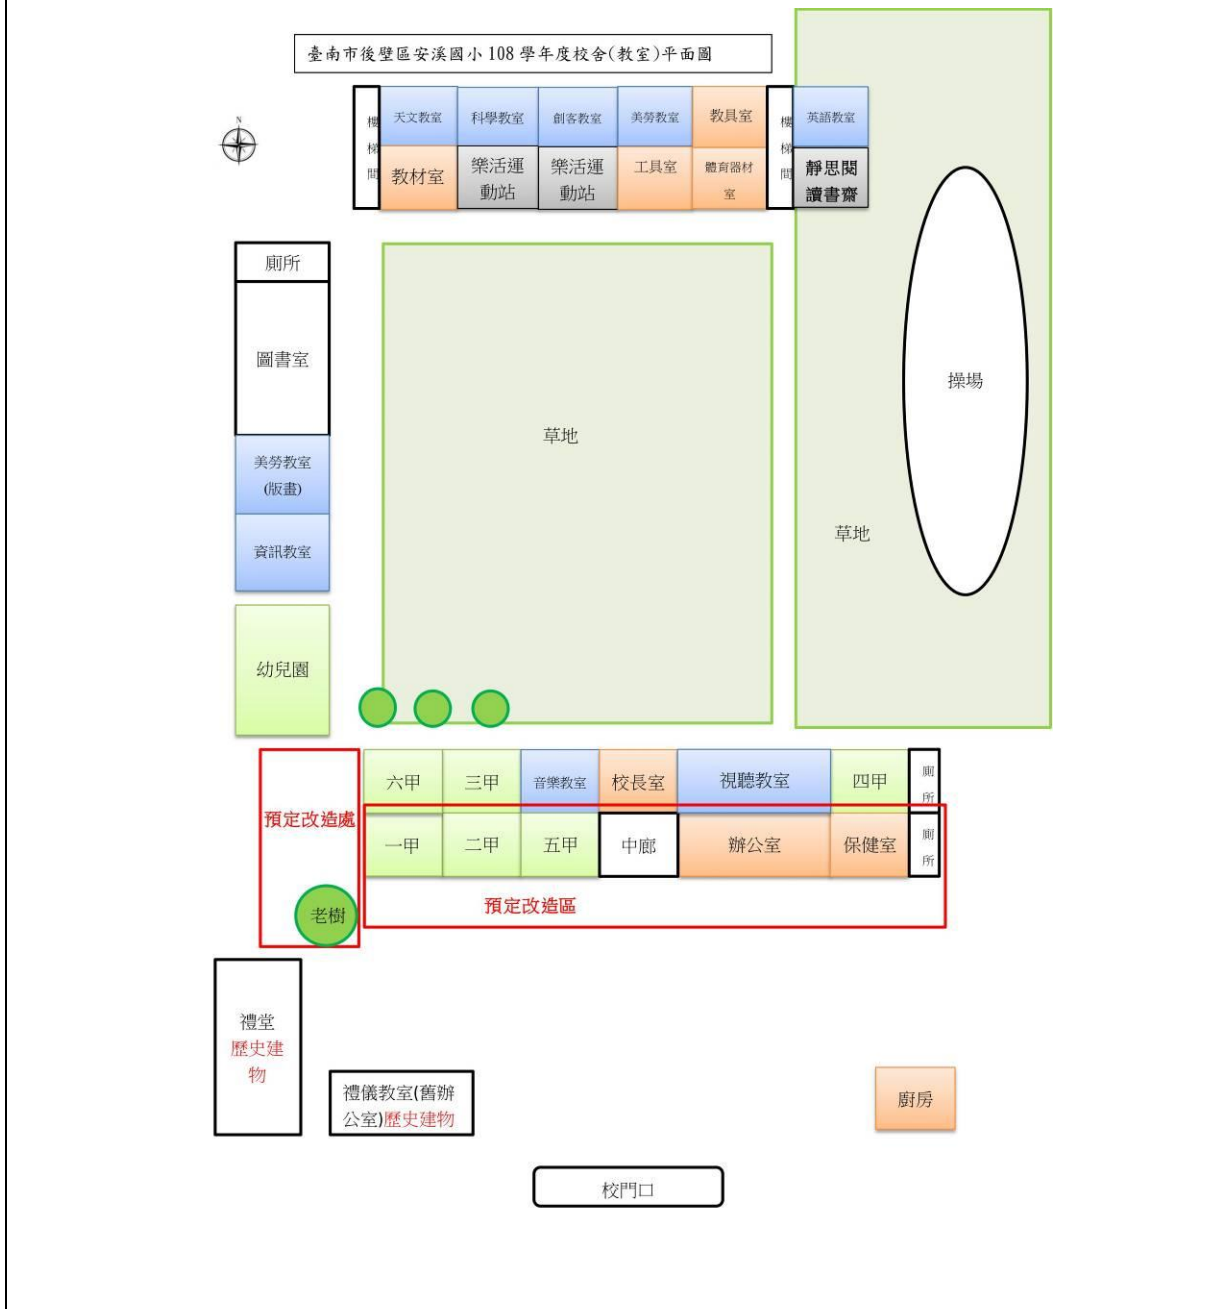 臺南市後壁區安溪國小 108 學年度校舍(教室)平面圖
N
樓梯間
天文教室
科學教室
創客教室
美勞教室
教具室
樓梯間
英語教室
教材室
樂活運
動站
樂活運
動站
工具室
體育器材
室
靜思閱
讀書齋
廁所
圖書室
美勞教室
(版畫)
資訊教室
幼兒園
草地
操場
草地
六甲
三甲
音樂教室
校長室
視聽教室
四甲
廁所
預定改造處
一甲
二甲
五甲
中廊
辦公室
保健室
廁所
老樹
預定改造區
禮堂
歷史建
物
禮儀教室(舊辦
公室)歷史建物
廚房
校門口